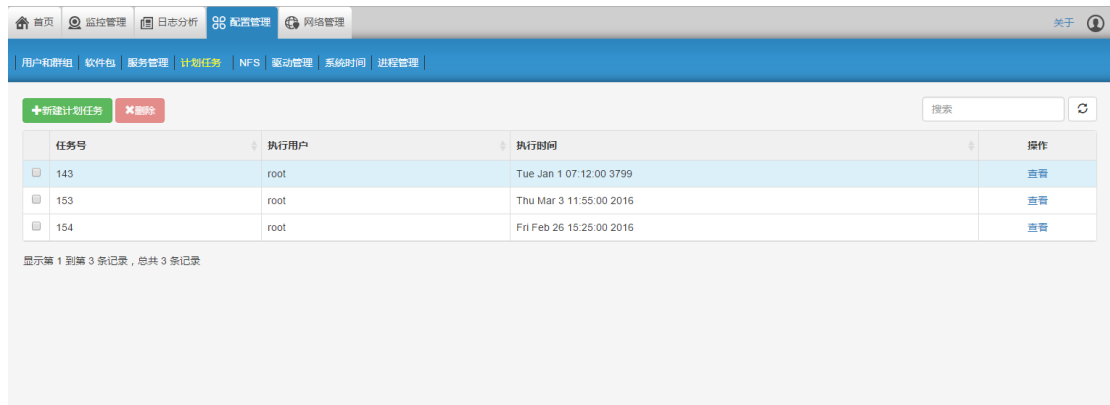 首页 监控管理 日志分析 配置管理 网络管理 关于
用户和群组 软件包 服务管理 计划任务 NFS 驱动管理 系统时间 进程管理
新建计划任务 删除 搜索
任务号 执行用户 执行时间 操作
143 root Tue Jan 1 07:12:00 3799 查看
153 root Thu Mar 3 11:55:00 2016 查看
154 root Fri Feb 26 15:25:00 2016 查看
显示第 1 到第 3 条记录，总共 3 条记录